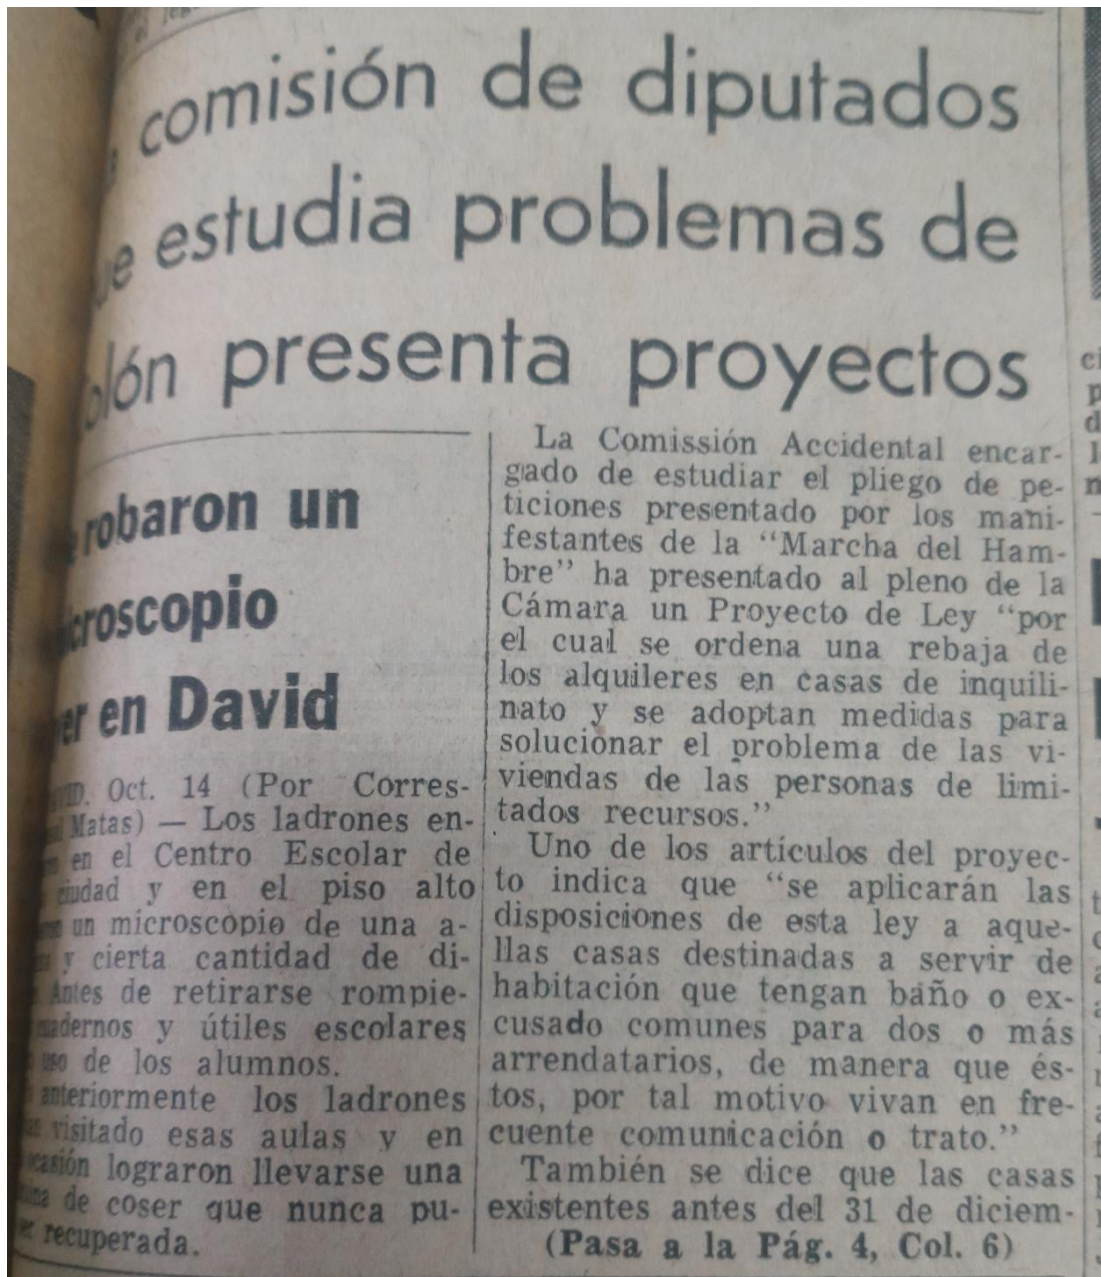 comisión de diputados
estudia problemas de
presenta proyectos
robaron un
microscopio
en David
Oct. 14 (Por Corres-
Matas) — Los ladrones en-
en el Centro Escolar de
ciudad y en el piso alto
un microscopio de una a-
y cierta cantidad de di-
Antes de retirarse rompie-
cuadernos y útiles escolares
uso de los alumnos.
anteriormente los ladrones
visitado esas aulas y en
ocasión lograron llevarse una
de coser que nunca pu-
recuperada.
La Comissión Accidental encar-
gado de estudiar el pliego de pe-
ticiones presentado por los mani-
festantes de la “Marcha del Ham-
bre” ha presentado al pleno de la
Cámara un Proyecto de Ley “por
el cual se ordena una rebaja de
los alquileres en casas de inquili-
nato y se adoptan medidas para
solucionar el problema de las vi-
viendas de las personas de limi-
tados recursos.”
Uno de los artículos del proyec-
to indica que “se aplicarán las
disposiciones de esta ley a aque-
llas casas destinadas a servir de
habitación que tengan baño o ex-
cusado comunes para dos o más
arrendatarios, de manera que és-
tos, por tal motivo vivan en fre-
cuente comunicación o trato.”
También se dice que las casas
existentes antes del 31 de diciem-
(Pasa a la Pág. 4, Col. 6)